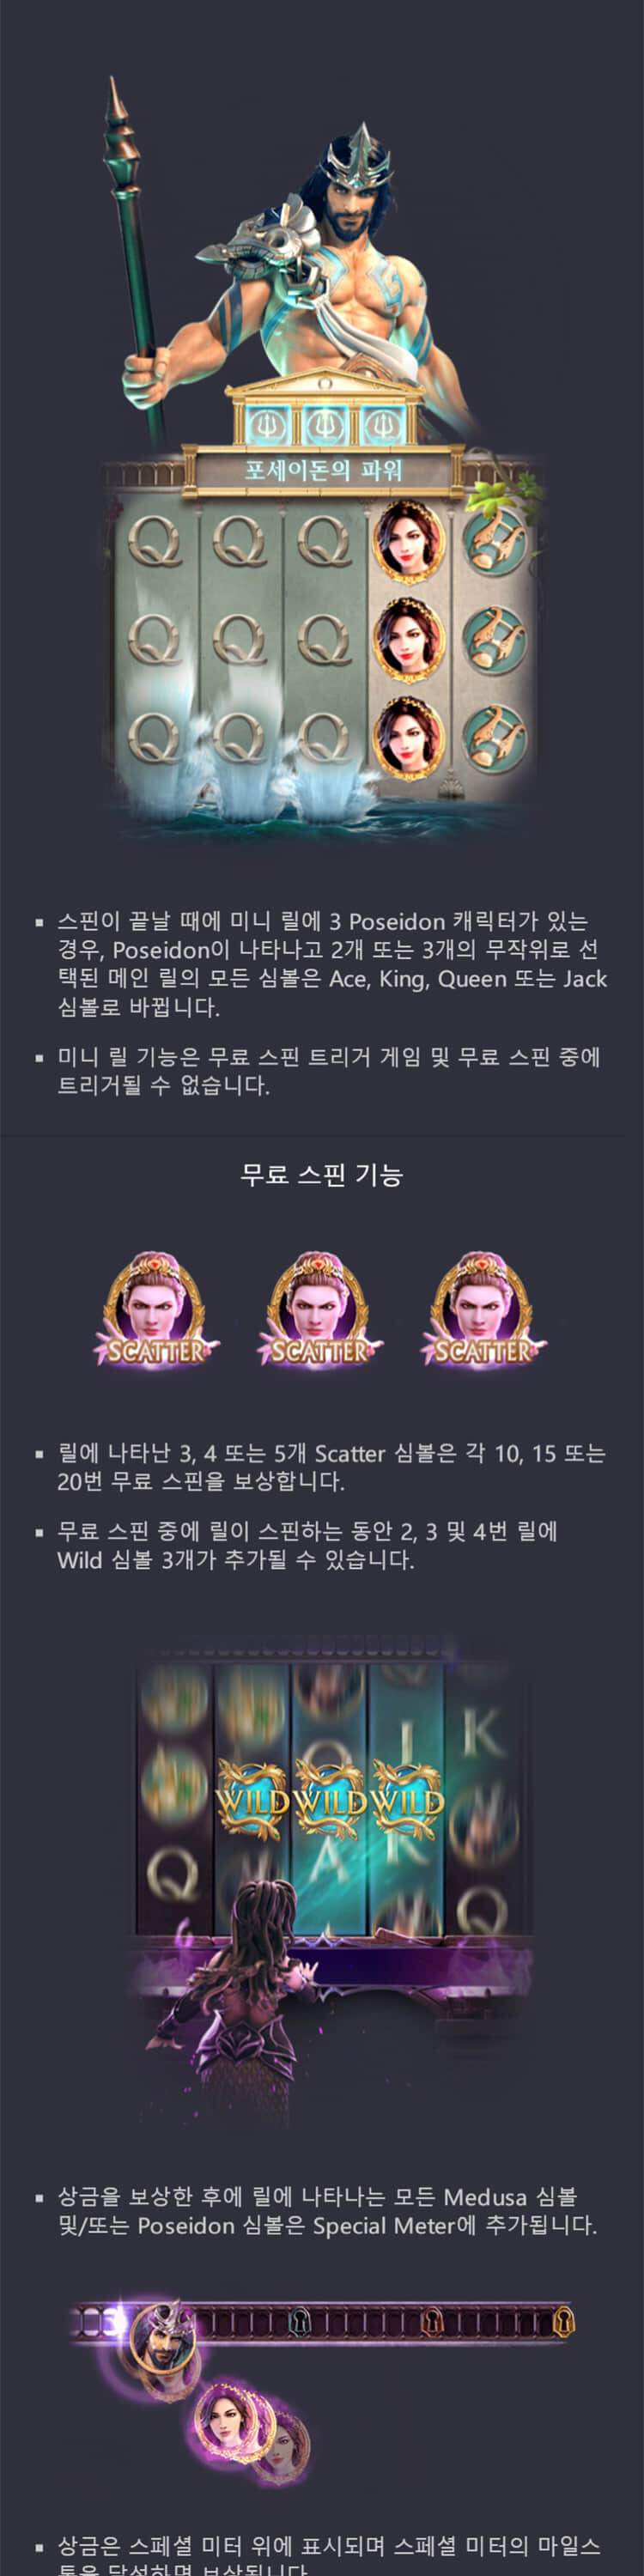 포세이돈의 파워
Q Q Q
Q Q Q
Q Q Q
▪ 스핀이 끝날 때에 미니 릴에 3 Poseidon 캐릭터가 있는
경우, Poseidon이 나타나고 2개 또는 3개의 무작위로 선
택된 메인 릴의 모든 심볼은 Ace, King, Queen 또는 Jack
심볼로 바뀝니다.
▪ 미니 릴 기능은 무료 스핀 트리거 게임 및 무료 스핀 중에
트리거될 수 없습니다.
무료 스핀 기능
SCATTER SCATTER SCATTER
▪ 릴에 나타난 3, 4 또는 5개 Scatter 심볼은 각 10, 15 또는
20번 무료 스핀을 보상합니다.
▪ 무료 스핀 중에 릴이 스핀하는 동안 2, 3 및 4번 릴에
Wild 심볼 3개가 추가될 수 있습니다.
J K
WILD WILD WILD
Q A K Q
▪ 상금을 보상한 후에 릴에 나타나는 모든 Medusa 심볼
및/또는 Poseidon 심볼은 Special Meter에 추가됩니다.
▪ 상금은 스페셜 미터 위에 표시되며 스페셜 미터의 마일스
톤을 달성하면 보상됩니다